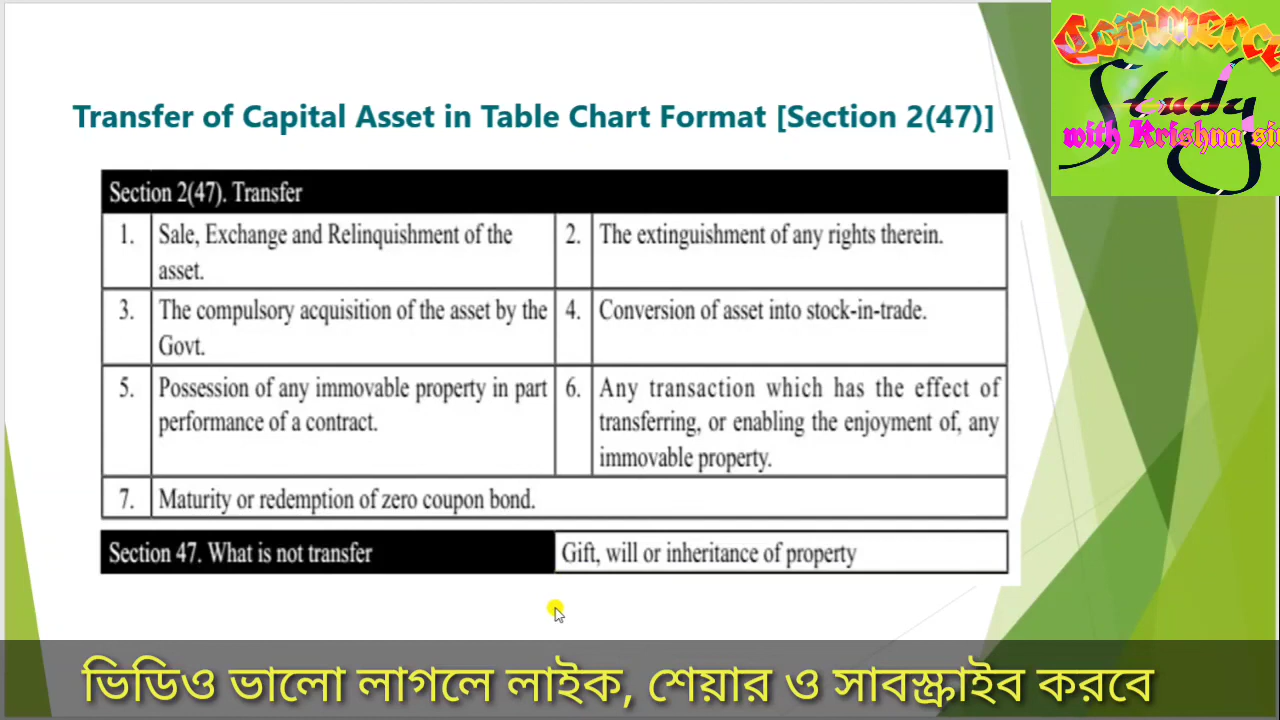 Commerce
Study
with Krishna
Transfer of Capital Asset in Table Chart Format [Section 2(47)]
Section 2(47). Transfer
1. Sale, Exchange and Relinquishment of the
asset.
2. The extinguishment of any rights therein.
3. The compulsory acquisition of the asset by the
Govt.
4. Conversion of asset into stock-in-trade.
5. Possession of any immovable property in part
performance of a contract.
6. Any transaction which has the effect of
transferring, or enabling the enjoyment of, any
immovable property.
7. Maturity or redemption of zero coupon bond.
Section 47. What is not transfer
Gift, will or inheritance of property
ভিডিও ভালো লাগলে লাইক, শেয়ার ও সাবস্ক্রাইব করবে